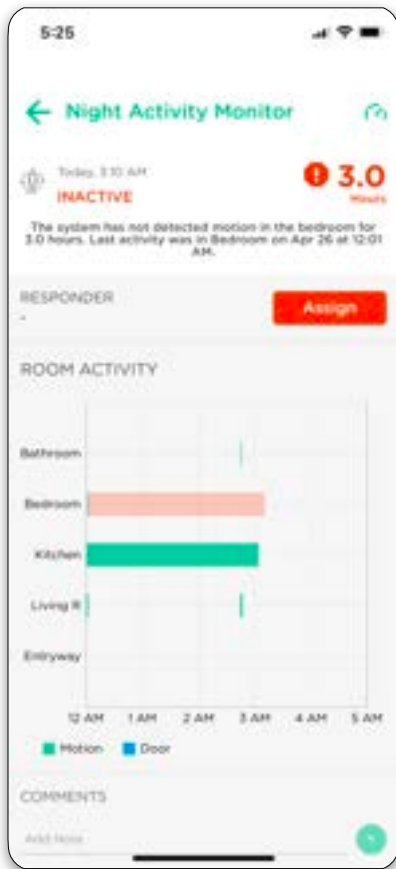 5:25
Night Activity Monitor
Today, 3:10 AM
INACTIVE
3.0
Hours
The system has not detected motion in the bedroom for
3.0 hours. Last activity was in Bedroom on Apr 26 at 12:01
AM.
RESPONDER
-
Assign
ROOM ACTIVITY
Bathroom
Bedroom
Kitchen
Living R
Entryway
12 AM 1 AM 2 AM 3 AM 4 AM 5 AM
Motion Door
COMMENTS
Add Note